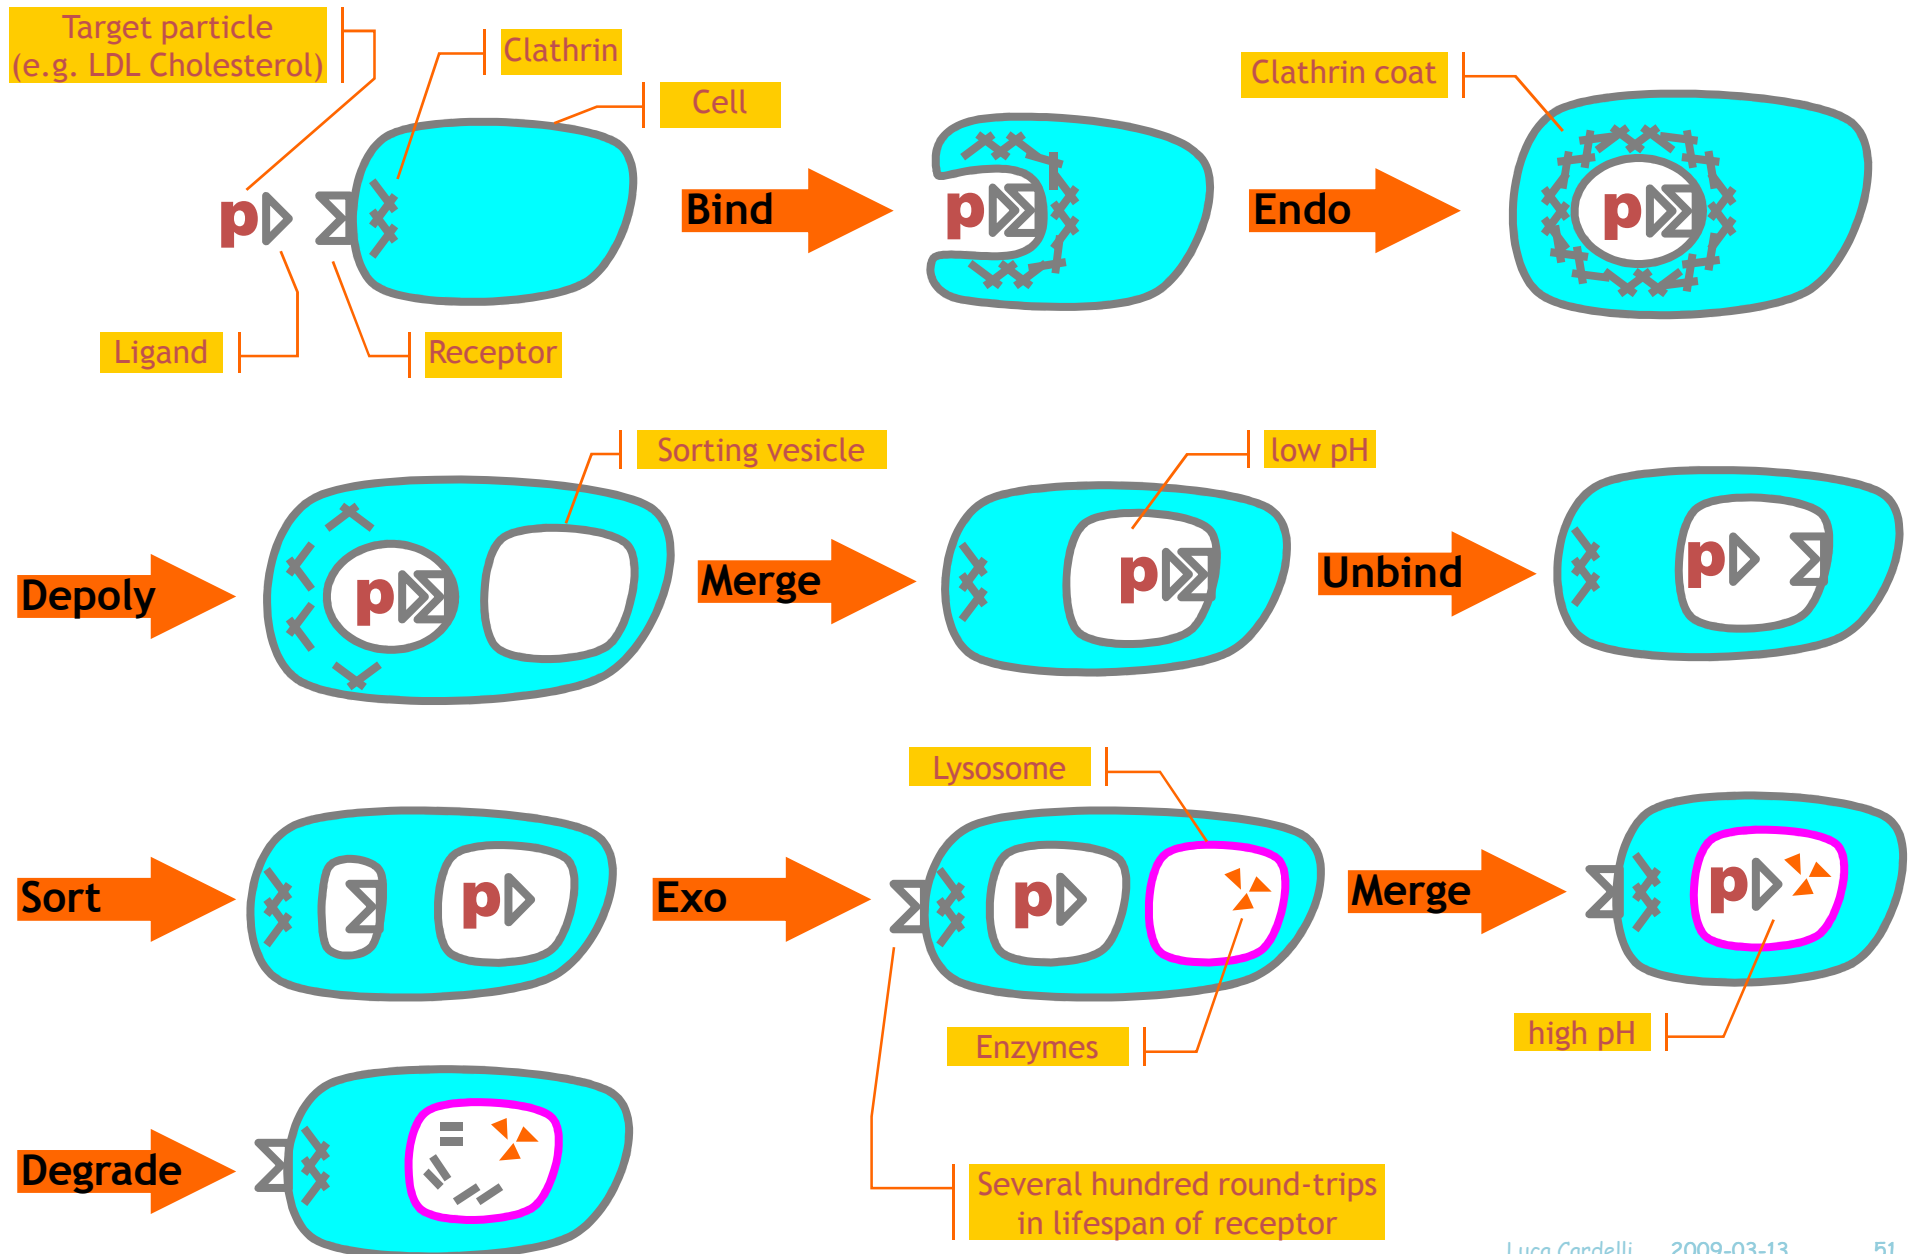 Target particle
(e.g. LDL Cholesterol)
Clathrin
Cell
Clathrin coat
p
Bind
p
Endo
p
Ligand
Receptor
Sorting vesicle
low pH
Depoly
p
Merge
p
Unbind
p
Lysosome
Sort
p
Exo
p
Merge
p
Enzymes
high pH
Degrade
Several hundred round-trips
in lifespan of receptor
Luca Cardelli 2009-03-13 51